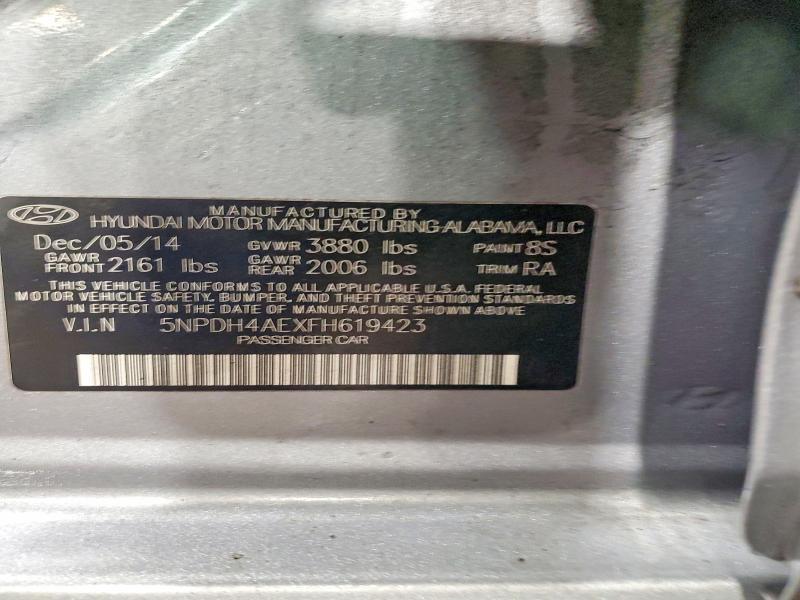 MANUFACTURED BY
HYUNDAI MOTOR MANUFACTURING ALABAMA, LLC
Dec/05/14 GVWR 3880 lbs PAINT 8S
GAWR FRONT 2161 lbs GAWR REAR 2006 lbs TRIM RA
THIS VEHICLE CONFORMS TO ALL APPLICABLE U.S.A. FEDERAL
MOTOR VEHICLE SAFETY, BUMPER, AND THEFT PREVENTION STANDARDS
IN EFFECT ON THE DATE OF MANUFACTURE SHOWN ABOVE.
V.I.N 5NPDH4AEXFH619423
PASSENGER CAR